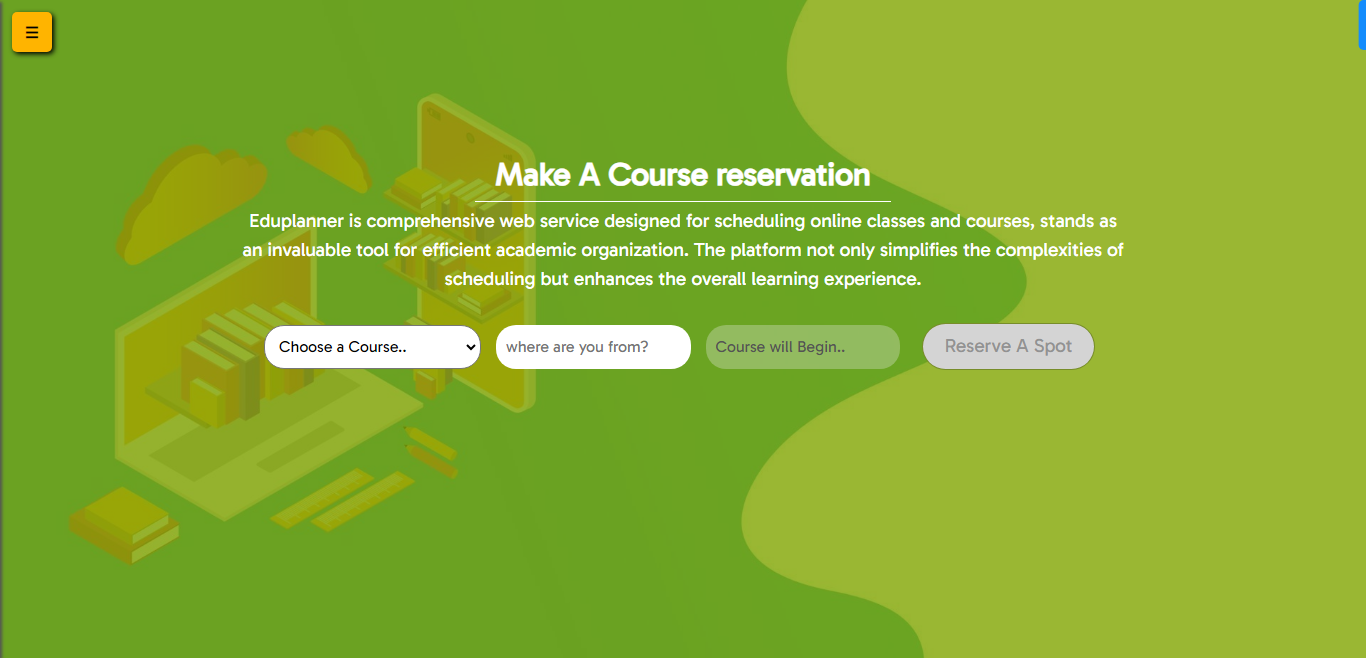 ☰
Make A Course reservation
Eduplanner is comprehensive web service designed for scheduling online classes and courses, stands as
an invaluable tool for efficient academic organization. The platform not only simplifies the complexities of
scheduling but enhances the overall learning experience.
Choose a Course.. where are you from? Course will Begin.. Reserve A Spot